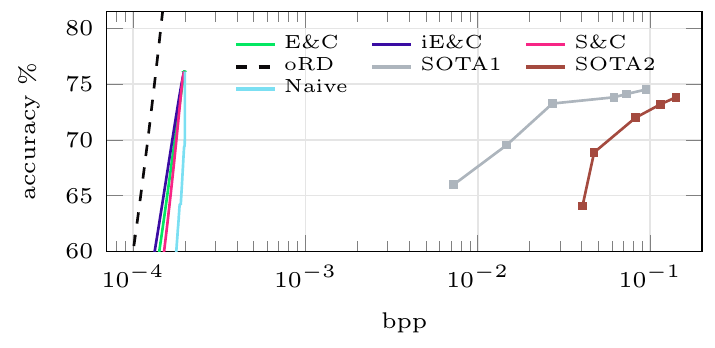 80
75
70
65
60
accuracy %
E&C
iE&C
S&C
oRD
SOTA1
SOTA2
Naive
10⁻⁴
10⁻³
10⁻²
10⁻¹
bpp